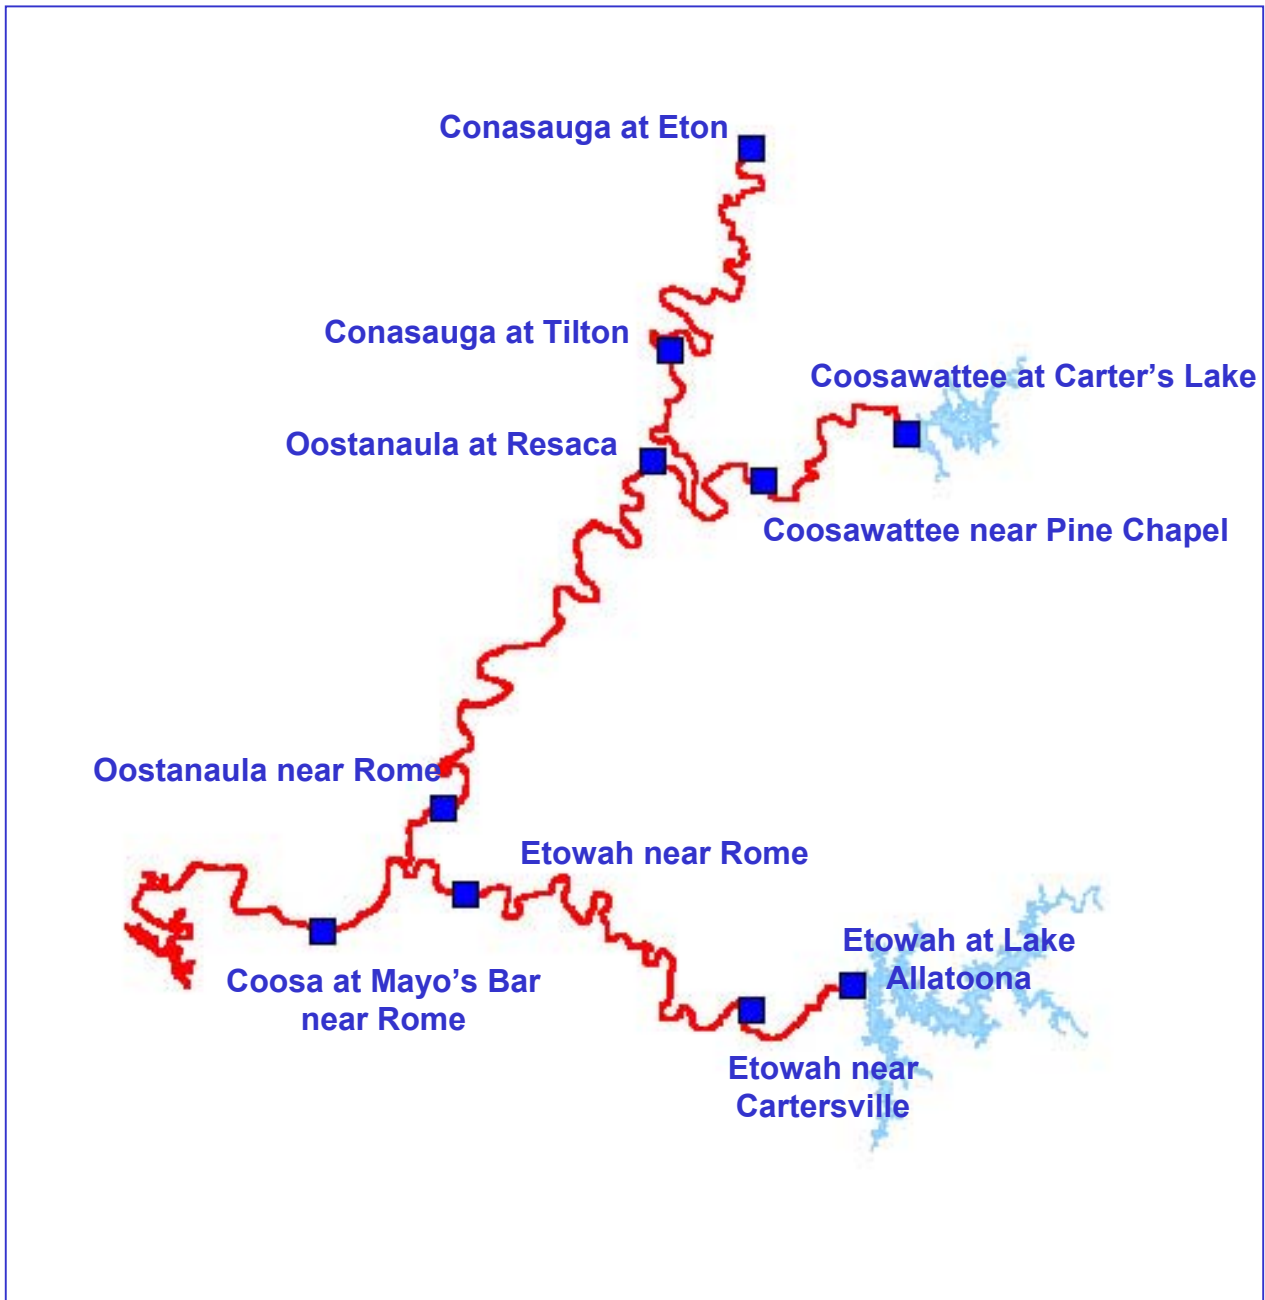 Conasauga at Eton
Conasauga at Tilton
Coosawattee at Carter’s Lake
Oostanaula at Resaca
Coosawattee near Pine Chapel
Oostanaula near Rome
Etowah near Rome
Etowah at Lake
Allatoona
Coosa at Mayo’s Bar
near Rome
Etowah near
Cartersville